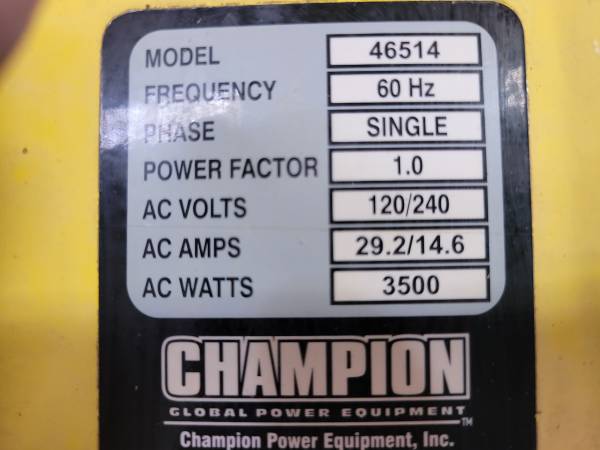 MODEL 46514
FREQUENCY 60 Hz
PHASE SINGLE
POWER FACTOR 1.0
AC VOLTS 120/240
AC AMPS 29.2/14.6
AC WATTS 3500
CHAMPION
GLOBAL POWER EQUIPMENT
TM
Champion Power Equipment, Inc.